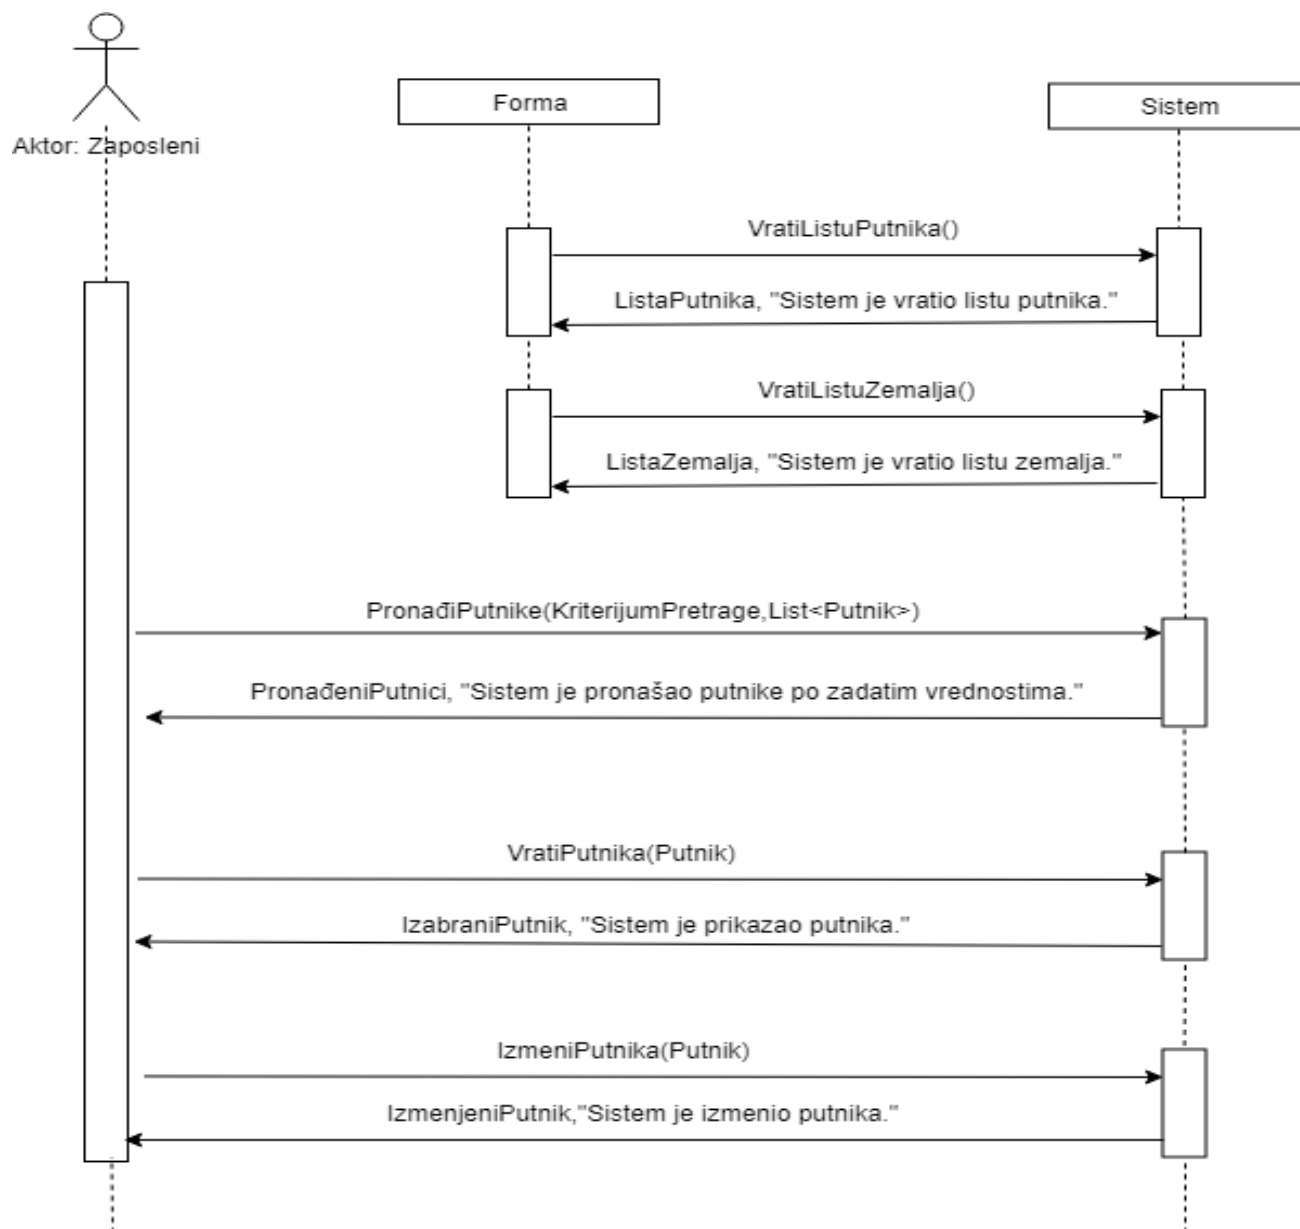 Aktor: Zaposleni
Forma
Sistem
VratiListuPutnika()
ListaPutnika, "Sistem je vratio listu putnika."
VratiListuZemalja()
ListaZemalja, "Sistem je vratio listu zemalja."
PronađiPutnike(KriterijumPretrage,List<Putnik>)
PronađeniPutnici, "Sistem je pronašao putnike po zadatim vrednostima."
VratiPutnika(Putnik)
IzabraniPutnik, "Sistem je prikazao putnika."
IzmeniPutnika(Putnik)
IzmenjeniPutnik,"Sistem je izmenio putnika."